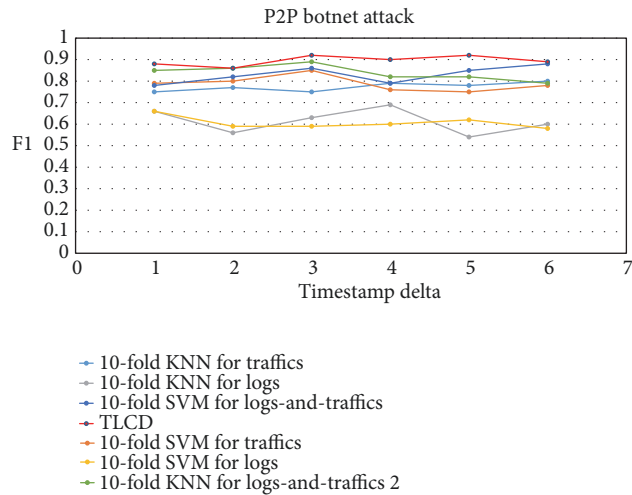 P2P botnet attack
1
0.9
0.8
0.7
0.6
0.5
0.4
0.3
0.2
0.1
0
F1
0 1 2 3 4 5 6 7
Timestamp delta
10-fold KNN for traffics
10-fold KNN for logs
10-fold SVM for logs-and-traffics
TLCD
10-fold SVM for traffics
10-fold SVM for logs
10-fold KNN for logs-and-traffics 2